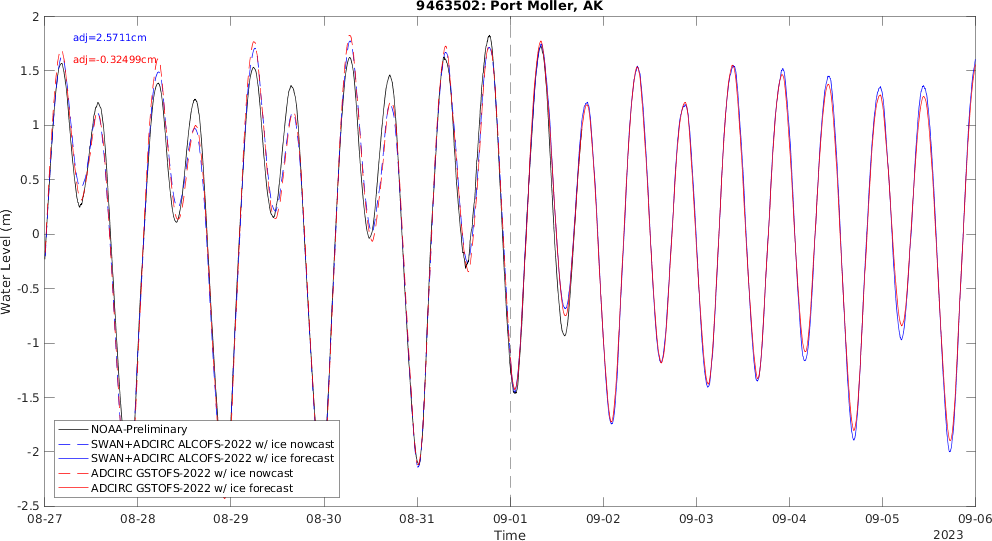 9463502: Port Moller, AK
adj=2.5711cm
adj=-0.32499cm
Water Level (m)
2
1.5
1
0.5
0
-0.5
-1
-1.5
-2
-2.5
NOAA-Preliminary
SWAN+ADCIRC ALCOFS-2022 w/ ice nowcast
SWAN+ADCIRC ALCOFS-2022 w/ ice forecast
ADCIRC GSTOFS-2022 w/ ice nowcast
ADCIRC GSTOFS-2022 w/ ice forecast
08-27 08-28 08-29 08-30 08-31 09-01 09-02 09-03 09-04 09-05 09-06
Time
2023